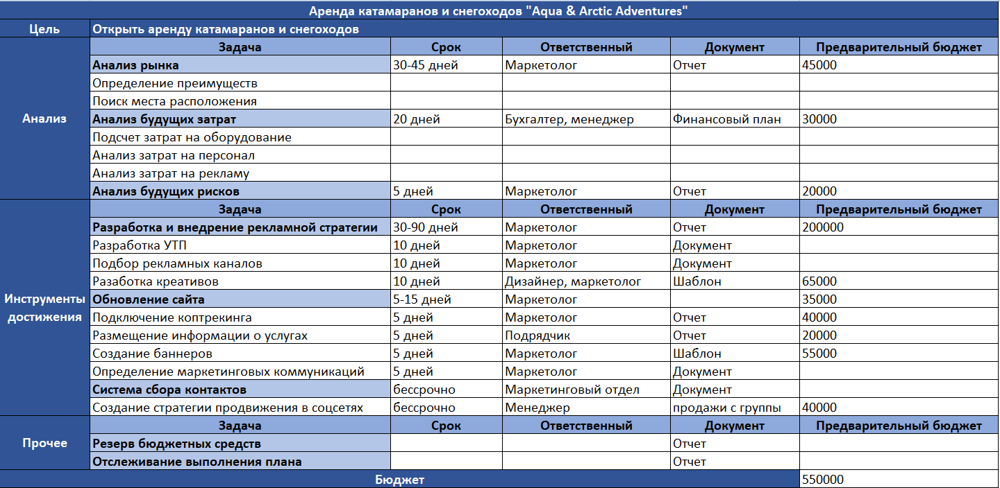 Аренда катамаранов и снегоходов "Aqua & Arctic Adventures"
Цель Открыть аренду катамаранов и снегоходов
Задача Срок Ответственный Документ Предварительный бюджет
Анализ рынка 30-45 дней Маркетолог Отчет 45000
Определение преимуществ
Поиск места расположения
Анализ Анализ будущих затрат 20 дней Бухгалтер, менеджер Финансовый план 30000
Подсчет затрат на оборудование
Анализ затрат на персонал
Анализ затрат на рекламу
Анализ будущих рисков 5 дней Маркетолог Отчет 20000
Задача Срок Ответственный Документ Предварительный бюджет
Разработка и внедрение рекламной стратегии 30-90 дней Маркетолог Отчет 200000
Разработка УТП 10 дней Маркетолог Документ
Подбор рекламных каналов 10 дней Маркетолог Документ
Разаботка креативов 10 дней Дизайнер, маркетолог Шаблон 65000
Инструменты Обновление сайта 5-15 дней Маркетолог 35000
достижения Подключение коптрекинга 5 дней Маркетолог Отчет 40000
Размещение информации о услугах 5 дней Подрядчик Отчет 20000
Создание баннеров 5 дней Маркетолог Шаблон 55000
Определение маркетинговых коммуникаций 5 дней Маркетолог Документ
Система сбора контактов бессрочно Маркетинговый отдел Документ
Создание стратегии продвижения в соцсетях бессрочно Менеджер продажи с группы 40000
Задача Срок Ответственный Документ Предварительный бюджет
Прочее Резерв бюджетных средств Отчет
Отслеживание выполнения плана Отчет
Бюджет 550000